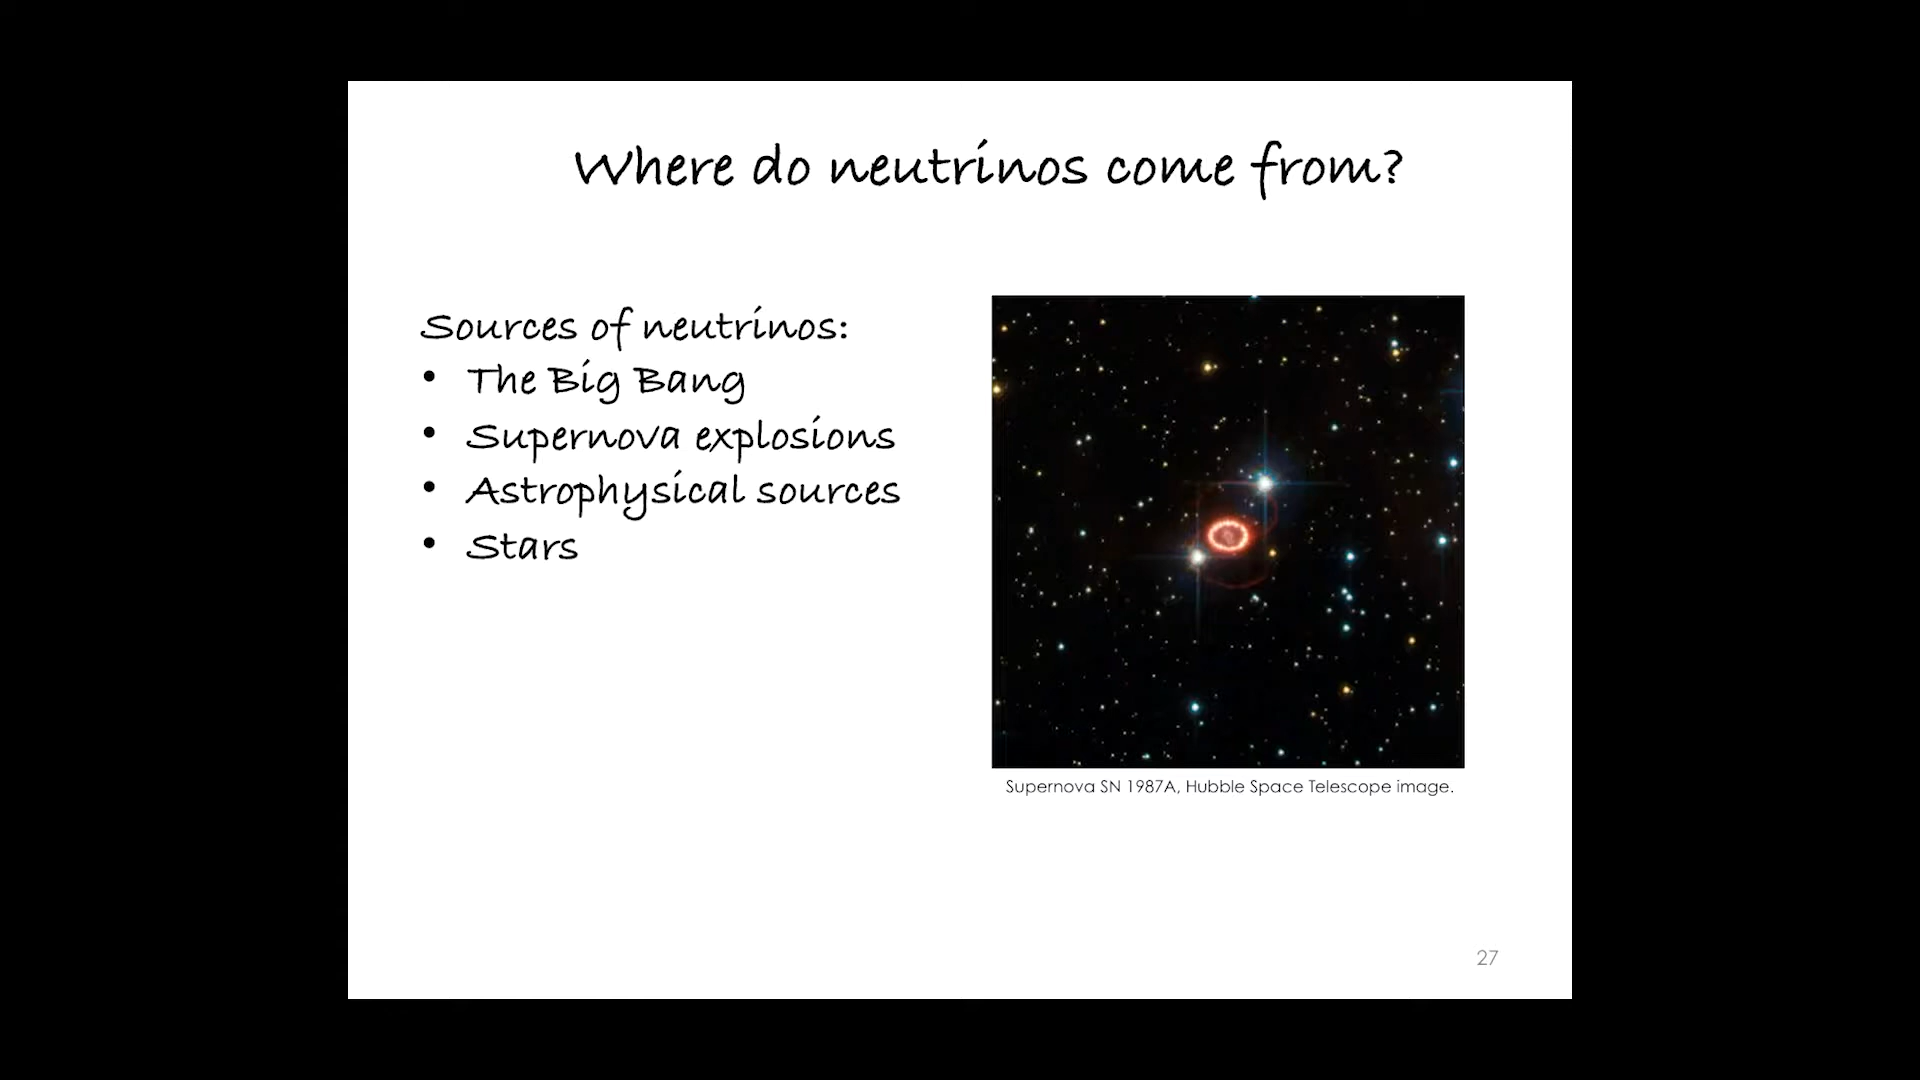 Where do neutrinos come from?
Sources of neutrinos:
• The Big Bang
• Supernova explosions
• Astrophysical sources
• Stars
Supernova SN 1987A, Hubble Space Telescope image.
27